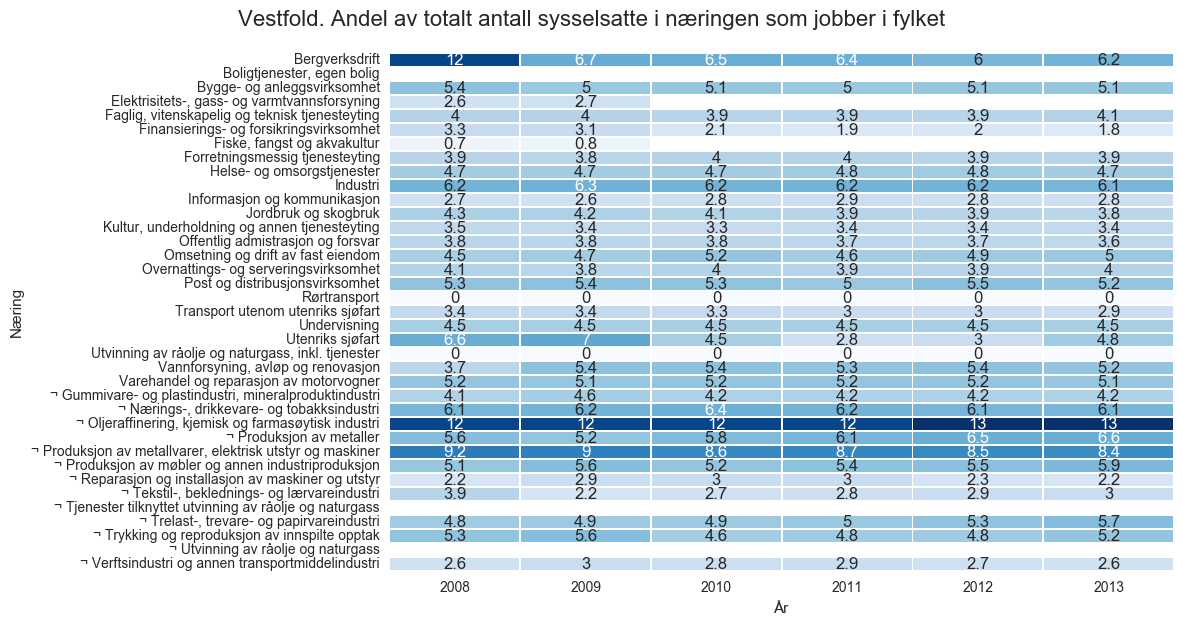 Vestfold. Andel av totalt antall sysselsatte i næringen som jobber i fylket
Bergverksdrift 12 6.7 6.5 6.4 6 6.2
Boligtjenester, egen bolig
Bygge- og anleggsvirksomhet 5.4 5 5.1 5 5.1 5.1
Elektrisitets-, gass- og varmtvannsforsyning 2.6 2.7
Faglig, vitenskapelig og teknisk tjenesteyting 4 4 3.9 3.9 3.9 4.1
Finansierings- og forsikringsvirksomhet 3.3 3.1 2.1 1.9 2 1.8
Fiske, fangst og akvakultur 0.7 0.8
Forretningsmessig tjenesteyting 3.9 3.8 4 4 3.9 3.9
Helse- og omsorgstjenester 4.7 4.7 4.7 4.8 4.8 4.7
Industri 6.2 6.3 6.2 6.2 6.2 6.1
Informasjon og kommunikasjon 2.7 2.6 2.8 2.9 2.8 2.8
Jordbruk og skogbruk 4.3 4.2 4.1 3.9 3.9 3.8
Kultur, underholdning og annen tjenesteyting 3.5 3.4 3.3 3.4 3.4 3.4
Offentlig admistrasjon og forsvar 3.8 3.8 3.8 3.7 3.7 3.6
Omsetning og drift av fast eiendom 4.5 4.7 5.2 4.6 4.9 5
Overnattings- og serveringsvirksomhet 4.1 3.8 4 3.9 3.9 4
Post og distribusjonsvirksomhet 5.3 5.4 5.3 5 5.5 5.2
Rørtransport 0 0 0 0 0 0
Transport utenom utenriks sjøfart 3.4 3.4 3.3 3 3 2.9
Undervisning 4.5 4.5 4.5 4.5 4.5 4.5
Utenriks sjøfart 6.6 7 4.5 2.8 3 4.8
Utvinning av råolje og naturgass, inkl. tjenester 0 0 0 0 0 0
Vannforsyning, avløp og renovasjon 3.7 5.4 5.4 5.3 5.4 5.2
Varehandel og reparasjon av motorvogner 5.2 5.1 5.2 5.2 5.2 5.1
¬ Gummivare- og plastindustri, mineralproduktindustri 4.1 4.6 4.2 4.2 4.2 4.2
¬ Nærings-, drikkevare- og tobakksindustri 6.1 6.2 6.4 6.2 6.1 6.1
¬ Oljeraffinering, kjemisk og farmasøytisk industri 12 12 12 12 13 13
¬ Produksjon av metaller 5.6 5.2 5.8 6.1 6.5 6.6
¬ Produksjon av metallvarer, elektrisk utstyr og maskiner 9.2 9 8.6 8.7 8.5 8.4
¬ Produksjon av møbler og annen industriproduksjon 5.1 5.6 5.2 5.4 5.5 5.9
¬ Reparasjon og installasjon av maskiner og utstyr 2.2 2.9 3 3 2.3 2.2
¬ Tekstil-, beklednings- og lærvareindustri 3.9 2.2 2.7 2.8 2.9 3
¬ Tjenester tilknyttet utvinning av råolje og naturgass
¬ Trelast-, trevare- og papirvareindustri 4.8 4.9 4.9 5 5.3 5.7
¬ Trykking og reproduksjon av innspilte opptak 5.3 5.6 4.6 4.8 4.8 5.2
¬ Utvinning av råolje og naturgass
¬ Verftsindustri og annen transportmiddelindustri 2.6 3 2.8 2.9 2.7 2.6
2008 2009 2010 2011 2012 2013
År
Næring